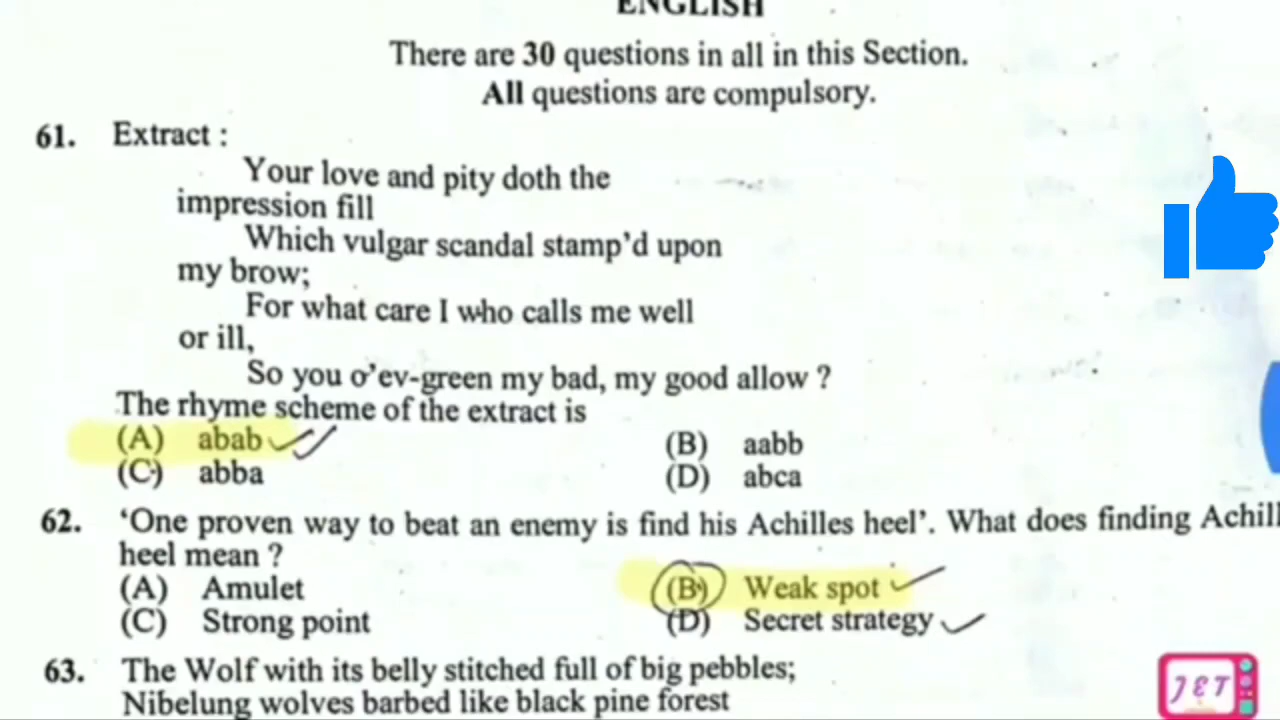 ENGLISH
There are 30 questions in all in this Section.
All questions are compulsory.
61. Extract :
Your love and pity doth the
impression fill
Which vulgar scandal stamp'd upon
my brow;
For what care I who calls me well
or ill,
So you o'ev-green my bad, my good allow ?
The rhyme scheme of the extract is
(A) abab (B) aabb
(C) abba (D) abca
62. 'One proven way to beat an enemy is find his Achilles heel'. What does finding Achill
heel mean ?
(A) Amulet (B) Weak spot
(C) Strong point (D) Secret strategy
63. The Wolf with its belly stitched full of big pebbles;
Nibelung wolves barbed like black pine forest
JET